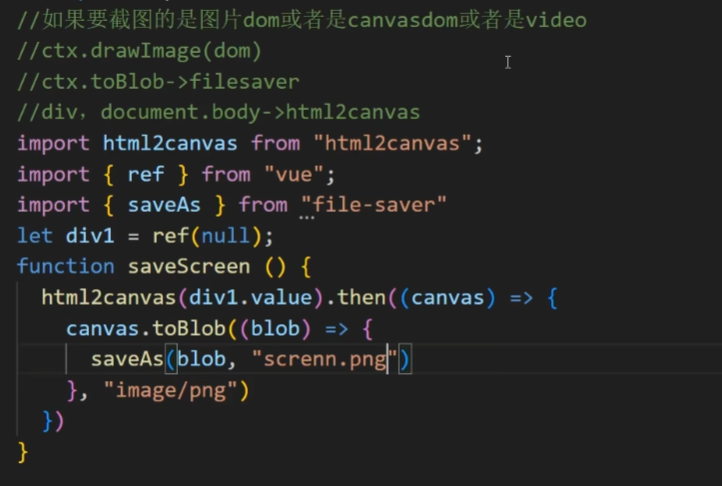 //如果要截图的是图片dom或者是canvasdom或者是video
//ctx.drawImage(dom)
//ctx.toBlob->filesaver
//div，document.body->html2canvas
import html2canvas from "html2canvas";
import { ref } from "vue";
import { saveAs } from "file-saver"
let div1 = ref(null);
function saveScreen () {
  html2canvas(div1.value).then((canvas) => {
    canvas.toBlob((blob) => {
      saveAs(blob, "screnn.png")
    }, "image/png")
  })
}